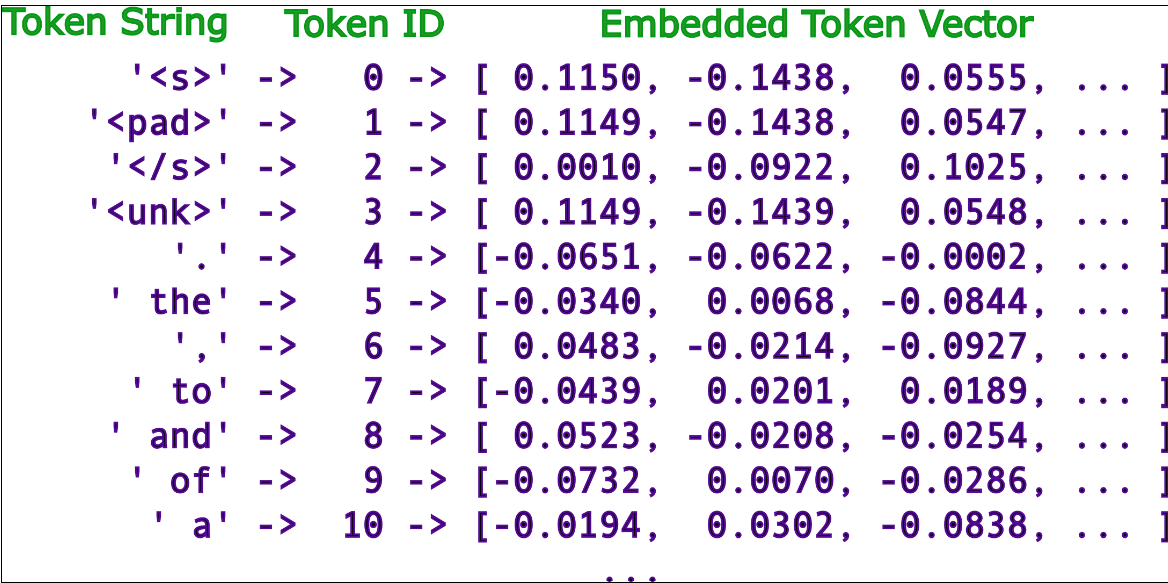 Token String Token ID Embedded Token Vector
'<s>' -> 0 -> [ 0.1150, -0.1438, 0.0555, ... ]
'<pad>' -> 1 -> [ 0.1149, -0.1438, 0.0547, ... ]
'</s>' -> 2 -> [ 0.0010, -0.0922, 0.1025, ... ]
'<unk>' -> 3 -> [ 0.1149, -0.1439, 0.0548, ... ]
'.' -> 4 -> [-0.0651, -0.0622, -0.0002, ... ]
' the' -> 5 -> [-0.0340, 0.0068, -0.0844, ... ]
',' -> 6 -> [ 0.0483, -0.0214, -0.0927, ... ]
' to' -> 7 -> [-0.0439, 0.0201, 0.0189, ... ]
' and' -> 8 -> [ 0.0523, -0.0208, -0.0254, ... ]
' of' -> 9 -> [-0.0732, 0.0070, -0.0286, ... ]
' a' -> 10 -> [-0.0194, 0.0302, -0.0838, ... ]
...